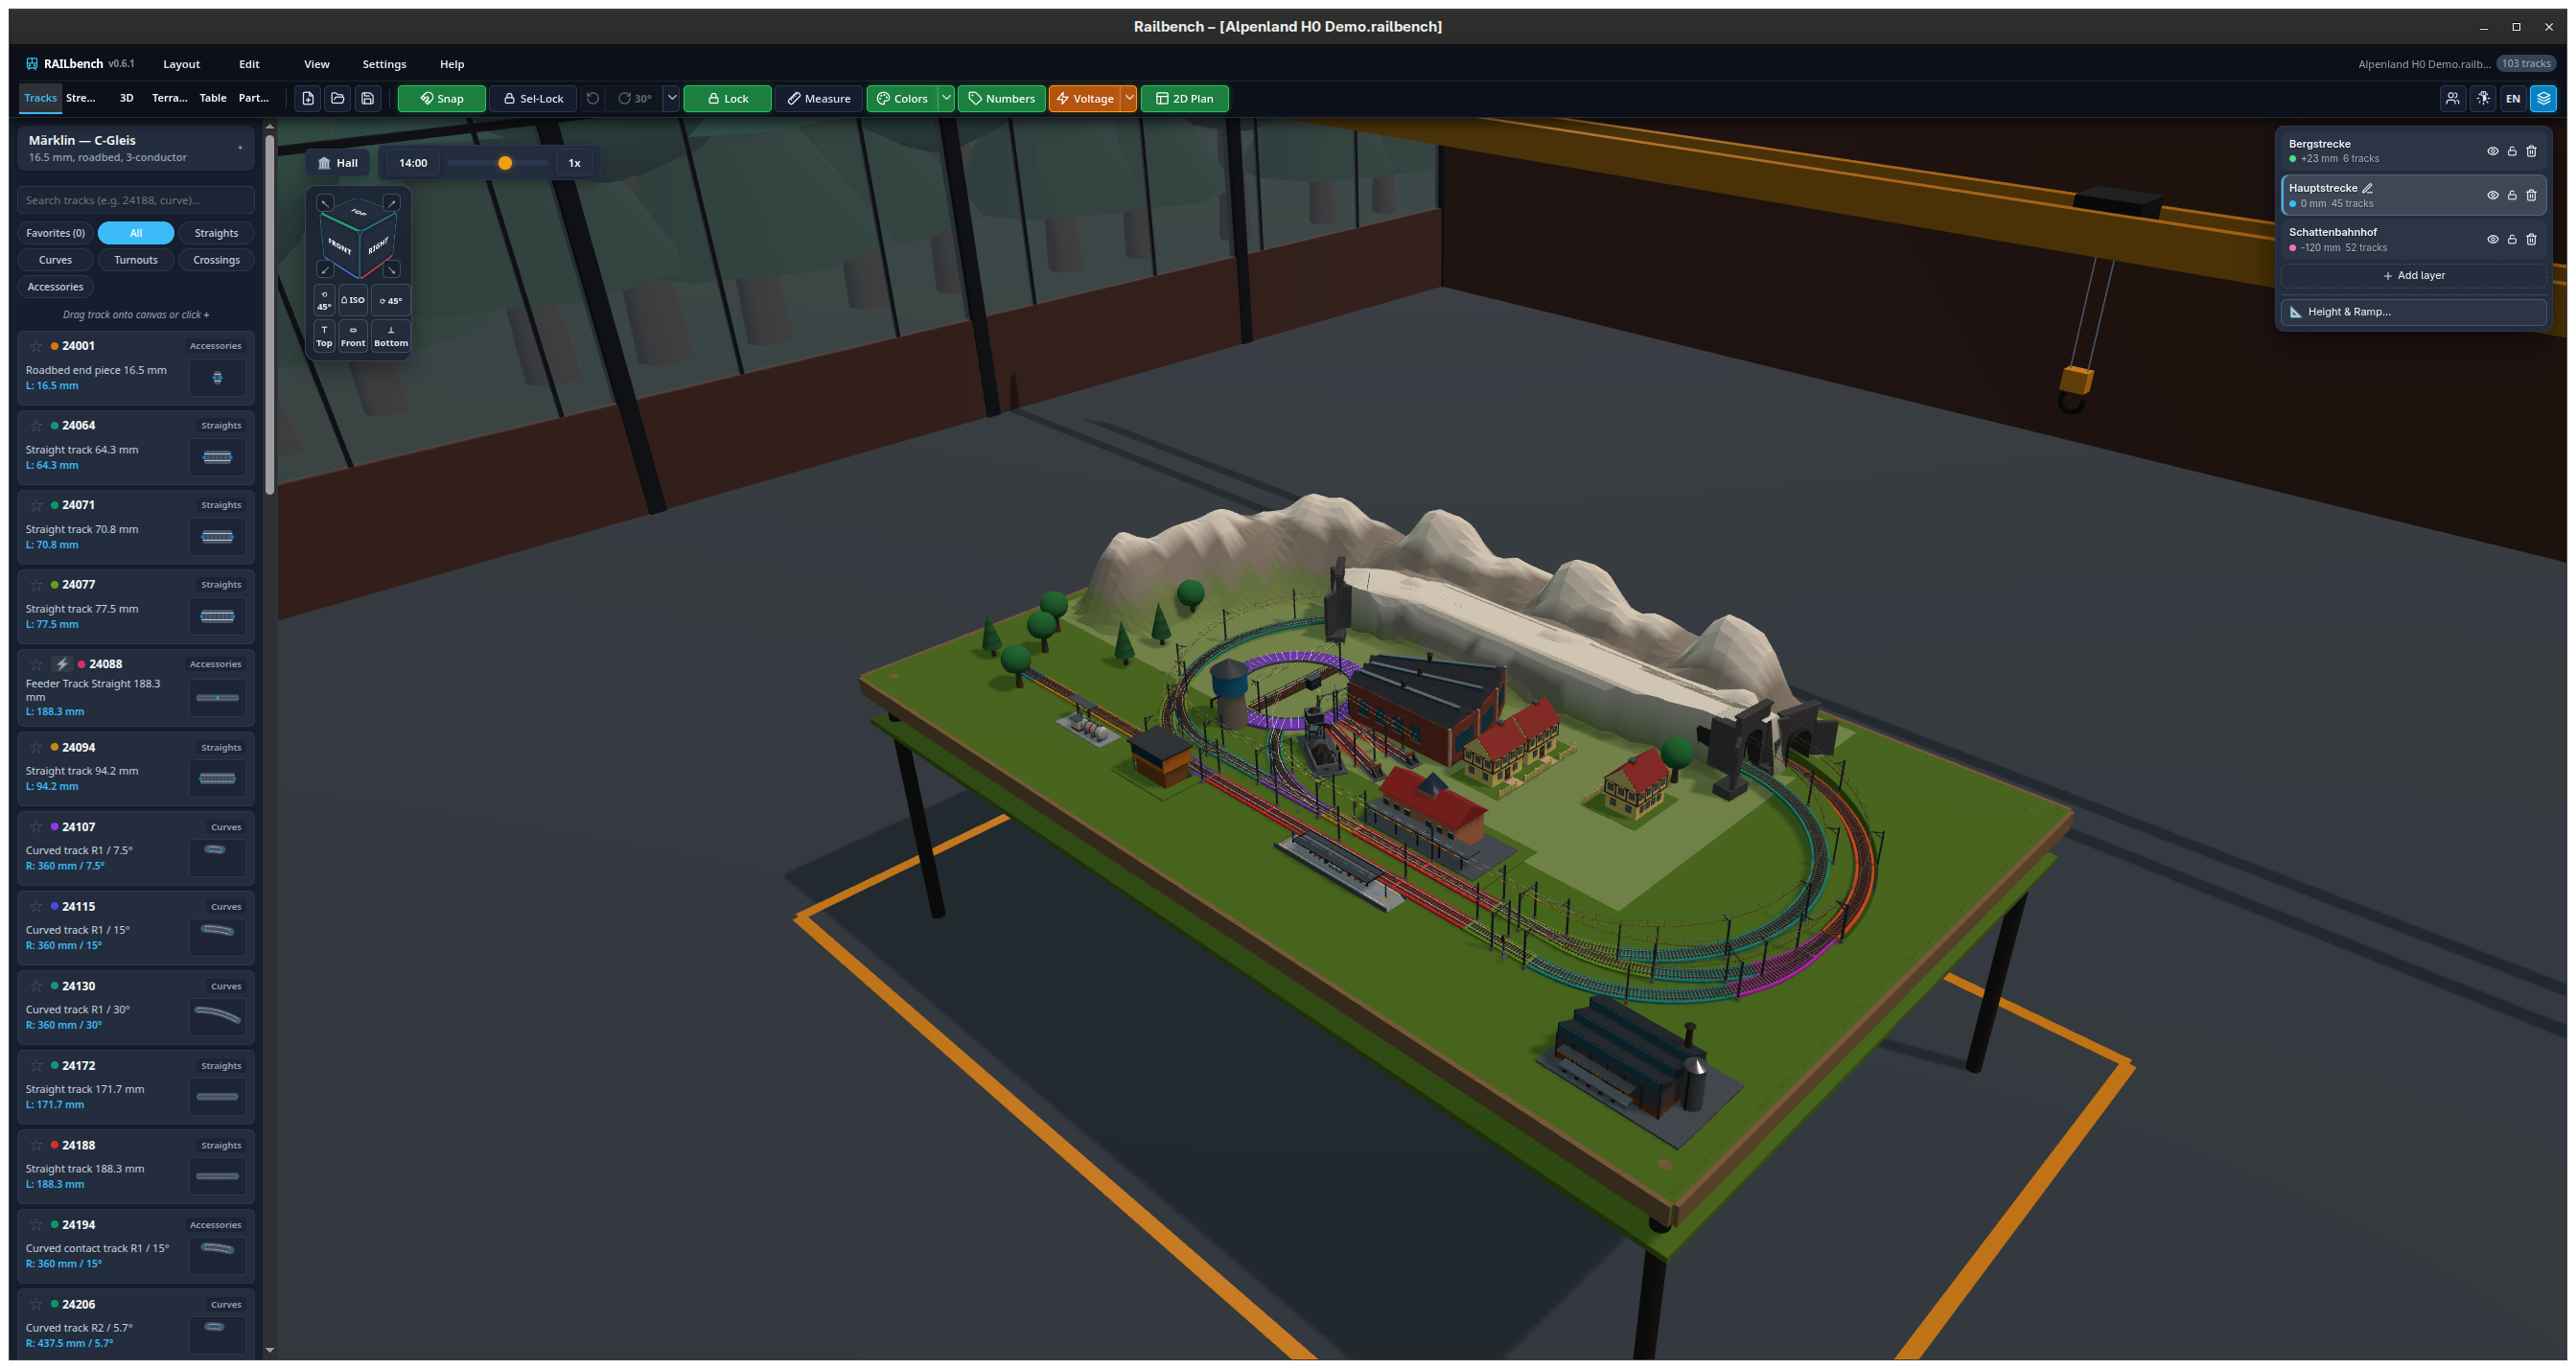 Railbench – [Alpenland H0 Demo.railbench]
RAILbench v0.6.1 Layout Edit View Settings Help Alpenland H0 Demo.railb... 103 tracks
Tracks Stre... 3D Terra... Table Part... Snap Sel-Lock 30° Lock Measure Colors Numbers Voltage 2D Plan EN
Märklin — C-Gleis
16.5 mm, roadbed, 3-conductor
Search tracks (e.g. 24188, curve)...
Favorites (0) All Straights
Curves Turnouts Crossings
Accessories
Drag track onto canvas or click +
24001 Accessories
Roadbed end piece 16.5 mm
L: 16.5 mm
24064 Straights
Straight track 64.3 mm
L: 64.3 mm
24071 Straights
Straight track 70.8 mm
L: 70.8 mm
24077 Straights
Straight track 77.5 mm
L: 77.5 mm
24088 Accessories
Feeder Track Straight 188.3
mm
L: 188.3 mm
24094 Straights
Straight track 94.2 mm
L: 94.2 mm
24107 Curves
Curved track R1 / 7.5°
R: 360 mm / 7.5°
24115 Curves
Curved track R1 / 15°
R: 360 mm / 15°
24130 Curves
Curved track R1 / 30°
R: 360 mm / 30°
24172 Straights
Straight track 171.7 mm
L: 171.7 mm
24188 Straights
Straight track 188.3 mm
L: 188.3 mm
24194 Accessories
Curved contact track R1 / 15°
R: 360 mm / 15°
24206 Curves
Curved track R2 / 5.7°
R: 437.5 mm / 5.7°
Hall 14:00 1x
TOP
FRONT RIGHT
45° ISO 45°
Top Front Bottom
Bergstrecke
+23 mm 6 tracks
Hauptstrecke
0 mm 45 tracks
Schattenbahnhof
-120 mm 52 tracks
+ Add layer
Height & Ramp...